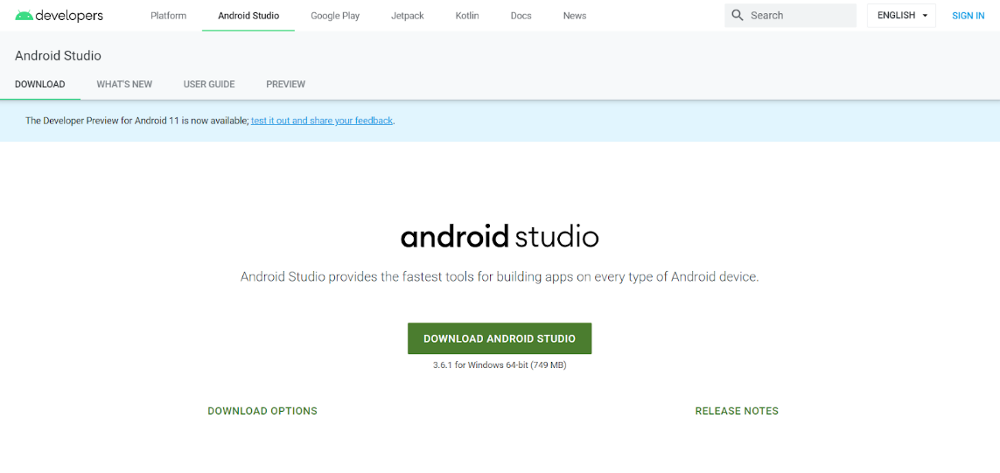 developers Platform Android Studio Google Play Jetpack Kotlin Docs News Search ENGLISH SIGN IN
Android Studio
DOWNLOAD WHAT'S NEW USER GUIDE PREVIEW
The Developer Preview for Android 11 is now available; test it out and share your feedback.
android studio
Android Studio provides the fastest tools for building apps on every type of Android device.
DOWNLOAD ANDROID STUDIO
3.6.1 for Windows 64-bit (749 MB)
DOWNLOAD OPTIONS RELEASE NOTES